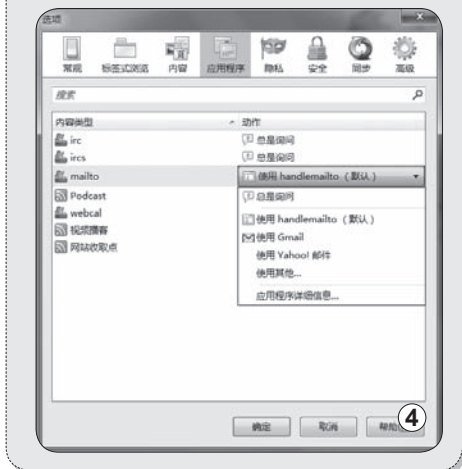 选项
常规 标签式浏览 内容 应用程序 隐私 安全 同步 高级
搜索
内容类型 动作
irc 总是询问
ircs 总是询问
mailto 使用 handlemailto （默认）
Podcast 总是询问
webcal 使用 handlemailto （默认）
视频播客 使用 Gmail
网站收取点 使用 Yahoo! 邮件
使用其他...
应用程序详细信息...
确定 取消 帮助
4